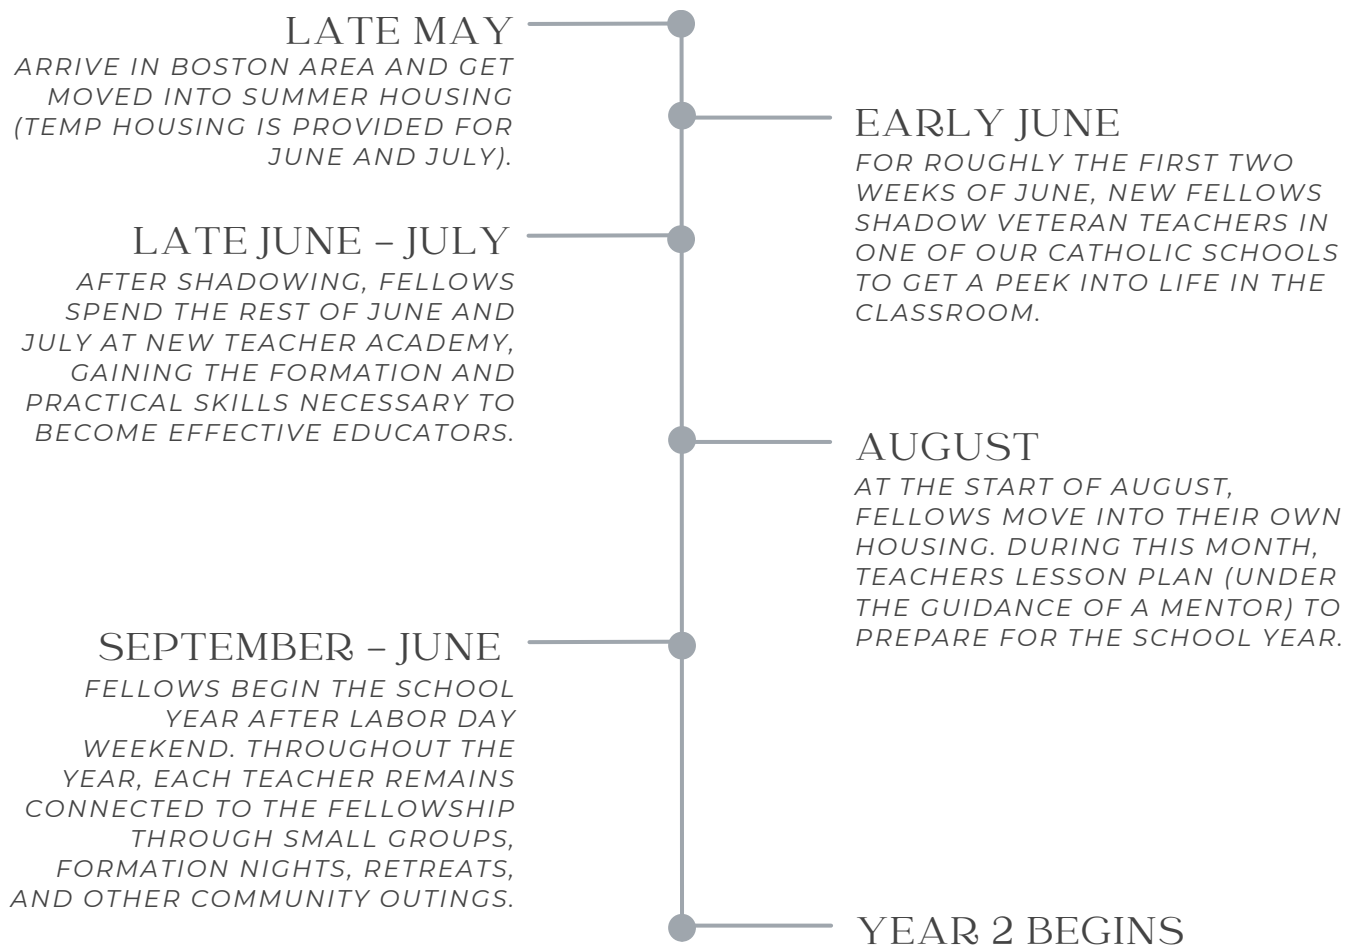 LATE MAY
ARRIVE IN BOSTON AREA AND GET
MOVED INTO SUMMER HOUSING
(TEMP HOUSING IS PROVIDED FOR
JUNE AND JULY).
EARLY JUNE
FOR ROUGHLY THE FIRST TWO
WEEKS OF JUNE, NEW FELLOWS
SHADOW VETERAN TEACHERS IN
ONE OF OUR CATHOLIC SCHOOLS
TO GET A PEEK INTO LIFE IN THE
CLASSROOM.
LATE JUNE – JULY
AFTER SHADOWING, FELLOWS
SPEND THE REST OF JUNE AND
JULY AT NEW TEACHER ACADEMY,
GAINING THE FORMATION AND
PRACTICAL SKILLS NECESSARY TO
BECOME EFFECTIVE EDUCATORS.
AUGUST
AT THE START OF AUGUST,
FELLOWS MOVE INTO THEIR OWN
HOUSING. DURING THIS MONTH,
TEACHERS LESSON PLAN (UNDER
THE GUIDANCE OF A MENTOR) TO
PREPARE FOR THE SCHOOL YEAR.
SEPTEMBER – JUNE
FELLOWS BEGIN THE SCHOOL
YEAR AFTER LABOR DAY
WEEKEND. THROUGHOUT THE
YEAR, EACH TEACHER REMAINS
CONNECTED TO THE FELLOWSHIP
THROUGH SMALL GROUPS,
FORMATION NIGHTS, RETREATS,
AND OTHER COMMUNITY OUTINGS.
YEAR 2 BEGINS